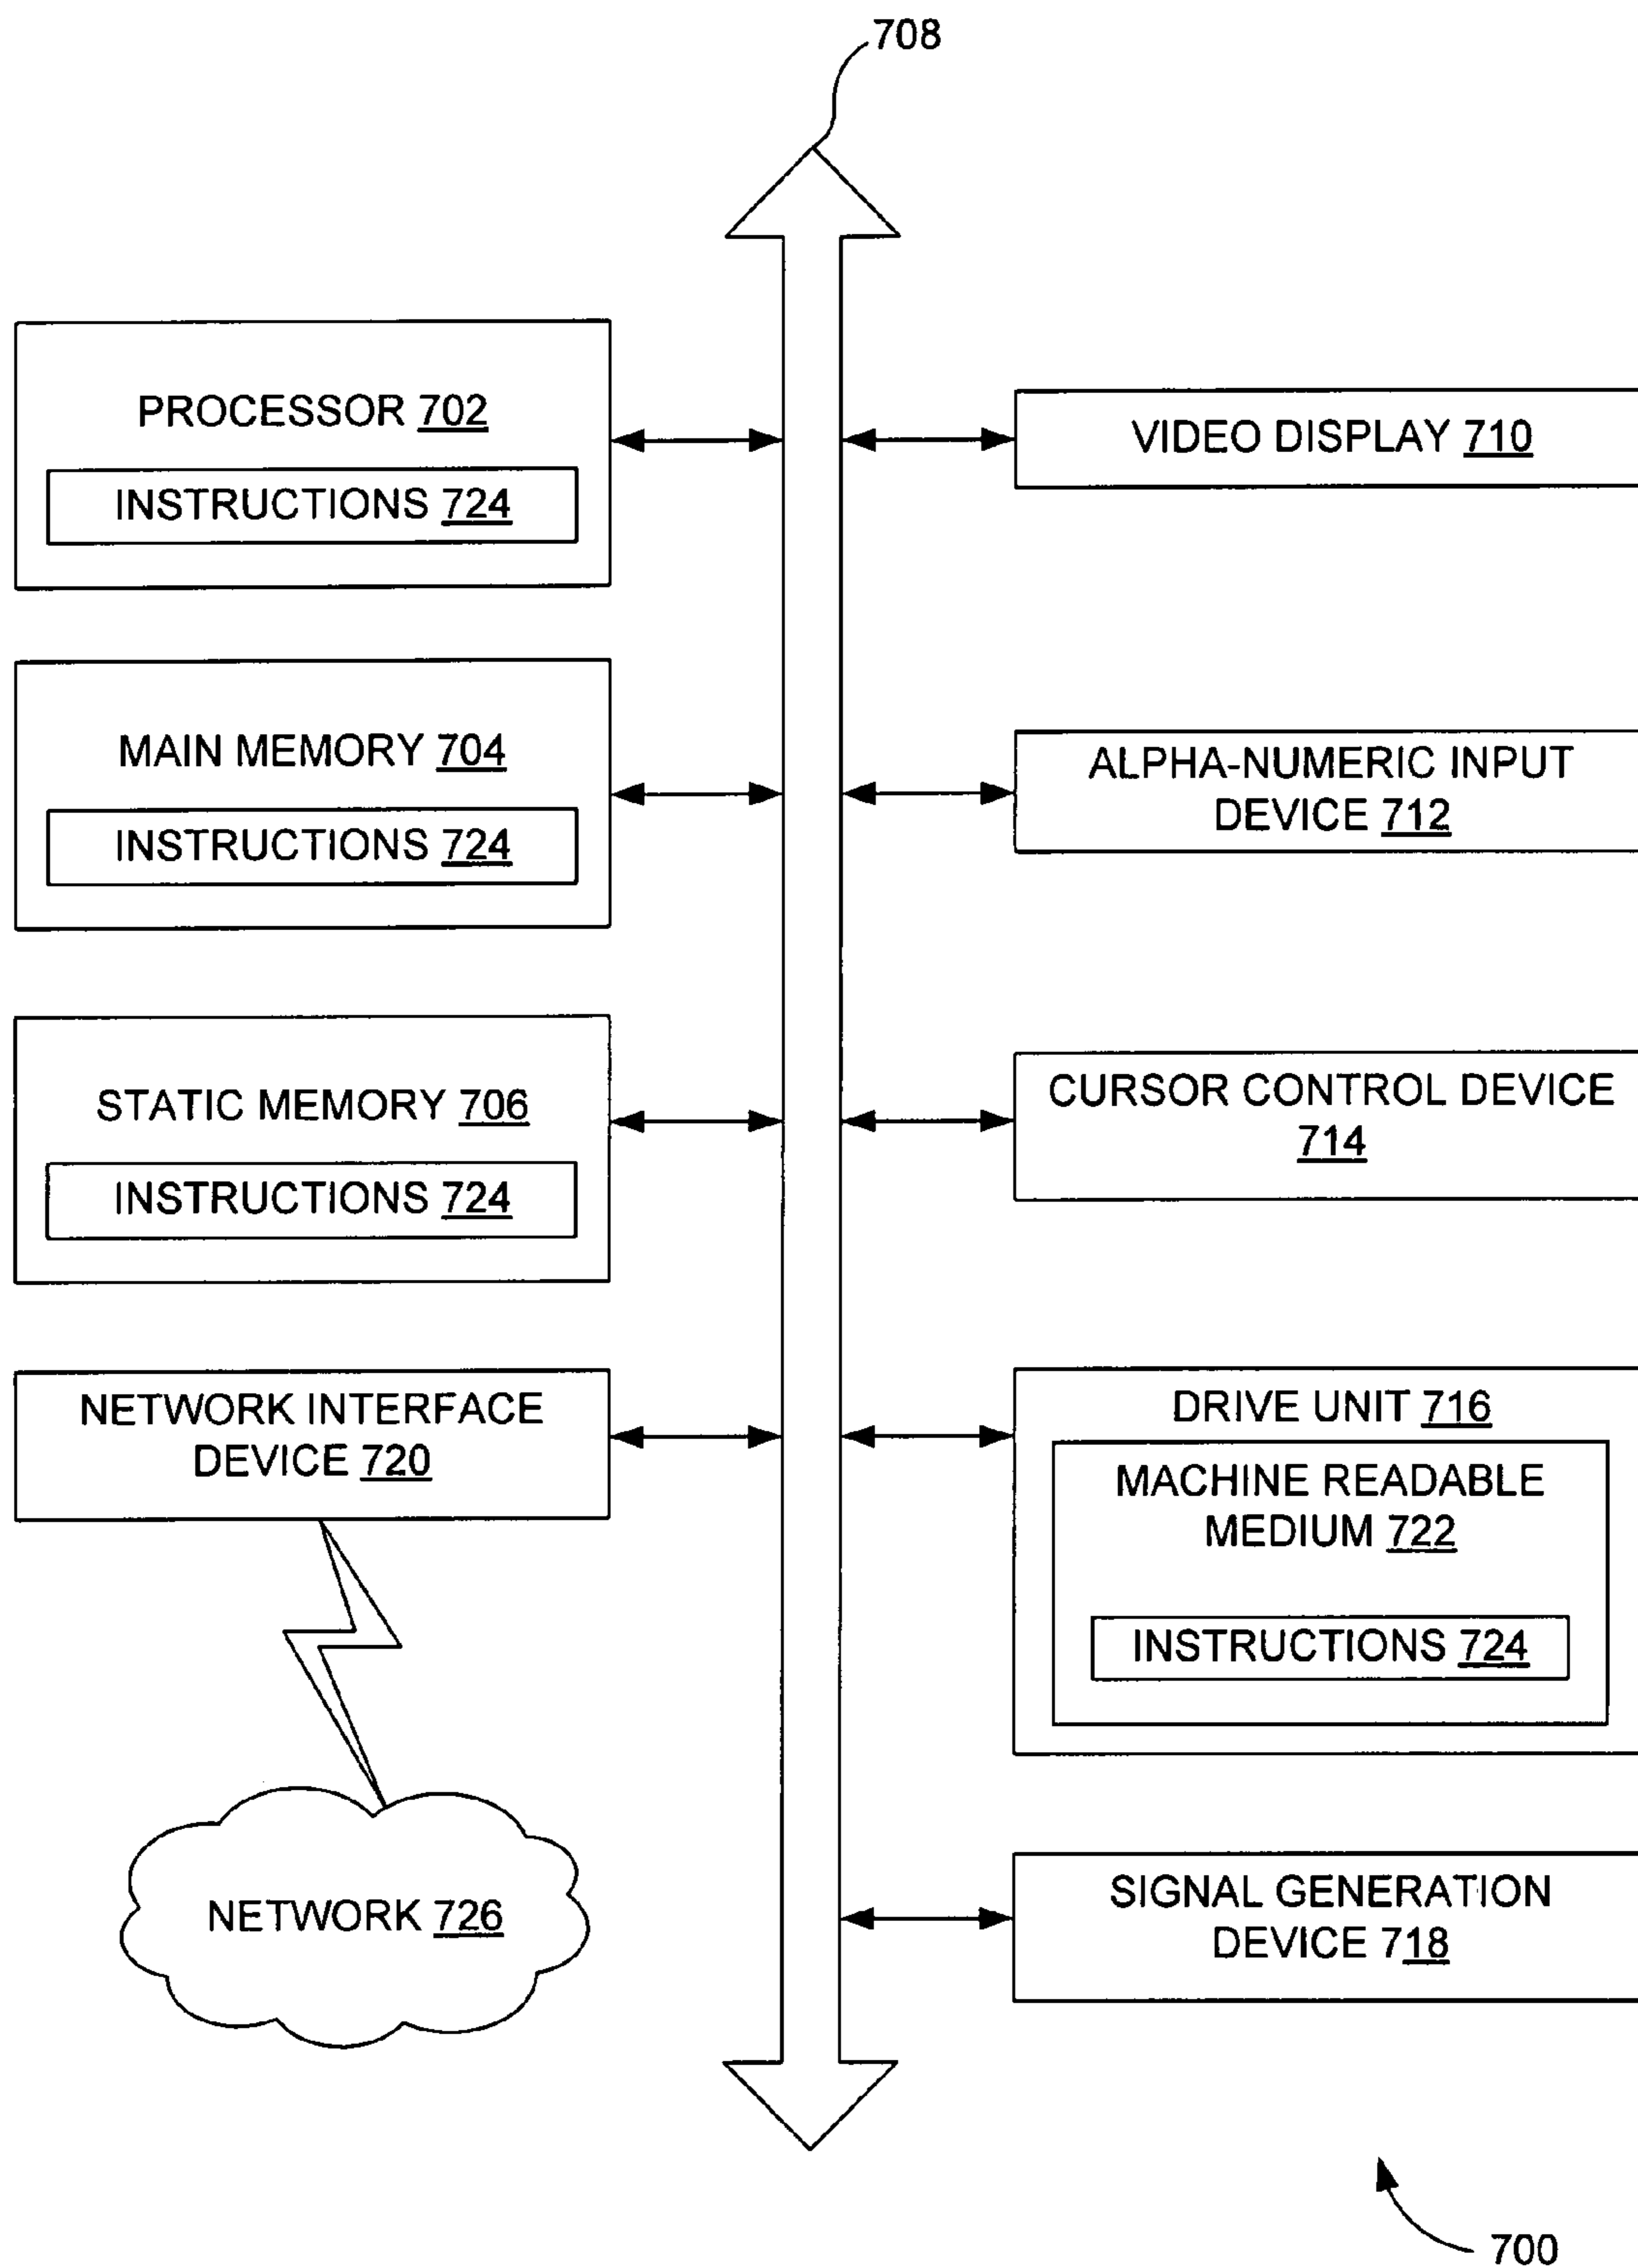 708
PROCESSOR 702
INSTRUCTIONS 724
VIDEO DISPLAY 710
MAIN MEMORY 704
INSTRUCTIONS 724
ALPHA-NUMERIC INPUT
DEVICE 712
STATIC MEMORY 706
INSTRUCTIONS 724
CURSOR CONTROL DEVICE
714
NETWORK INTERFACE
DEVICE 720
DRIVE UNIT 716
MACHINE READABLE
MEDIUM 722
INSTRUCTIONS 724
NETWORK 726
SIGNAL GENERATION
DEVICE 718
700